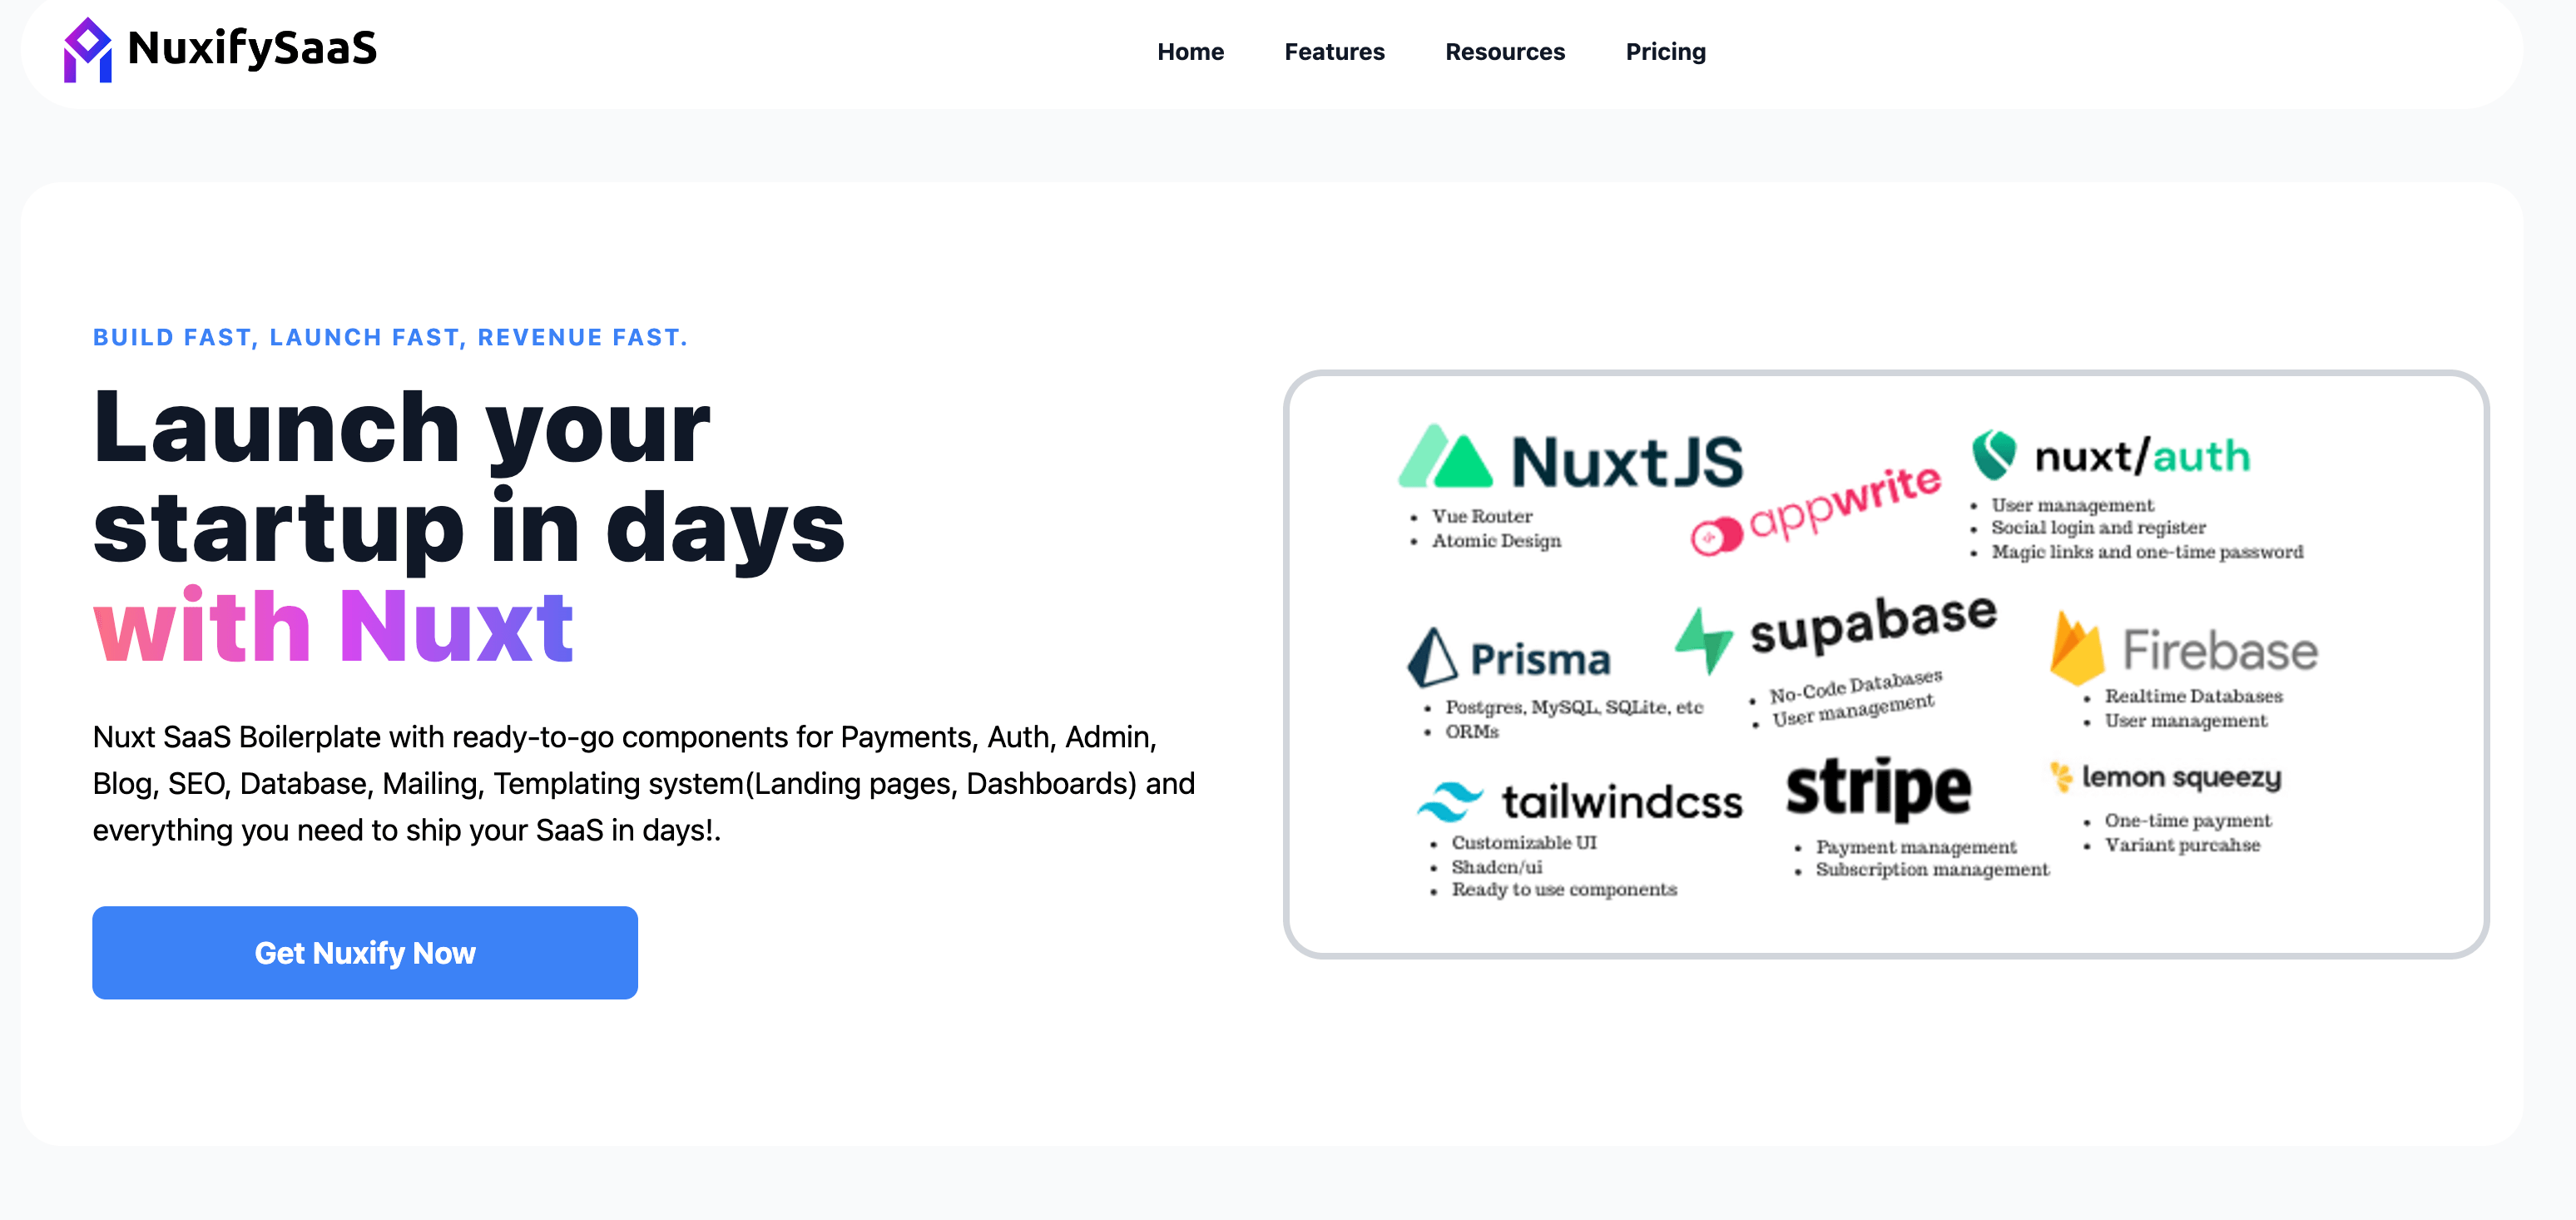 NuxifySaaS
Home
Features
Resources
Pricing
BUILD FAST, LAUNCH FAST, REVENUE FAST.
Launch your
startup in days
with Nuxt
Nuxt SaaS Boilerplate with ready-to-go components for Payments, Auth, Admin,
Blog, SEO, Database, Mailing, Templating system(Landing pages, Dashboards) and
everything you need to ship your SaaS in days!.
Get Nuxify Now
NuxtJS
• Vue Router
• Atomic Design
appwrite
nuxt/auth
• User management
• Social login and register
• Magic links and one-time password
Prisma
• Postgres, MySQL, SQLite, etc
• ORMs
supabase
• No-Code Databases
• User management
Firebase
• Realtime Databases
• User management
tailwindcss
• Customizable UI
• Shadcn/ui
• Ready to use components
stripe
• Payment management
• Subscription management
lemon squeezy
• One-time payment
• Variant purcahse